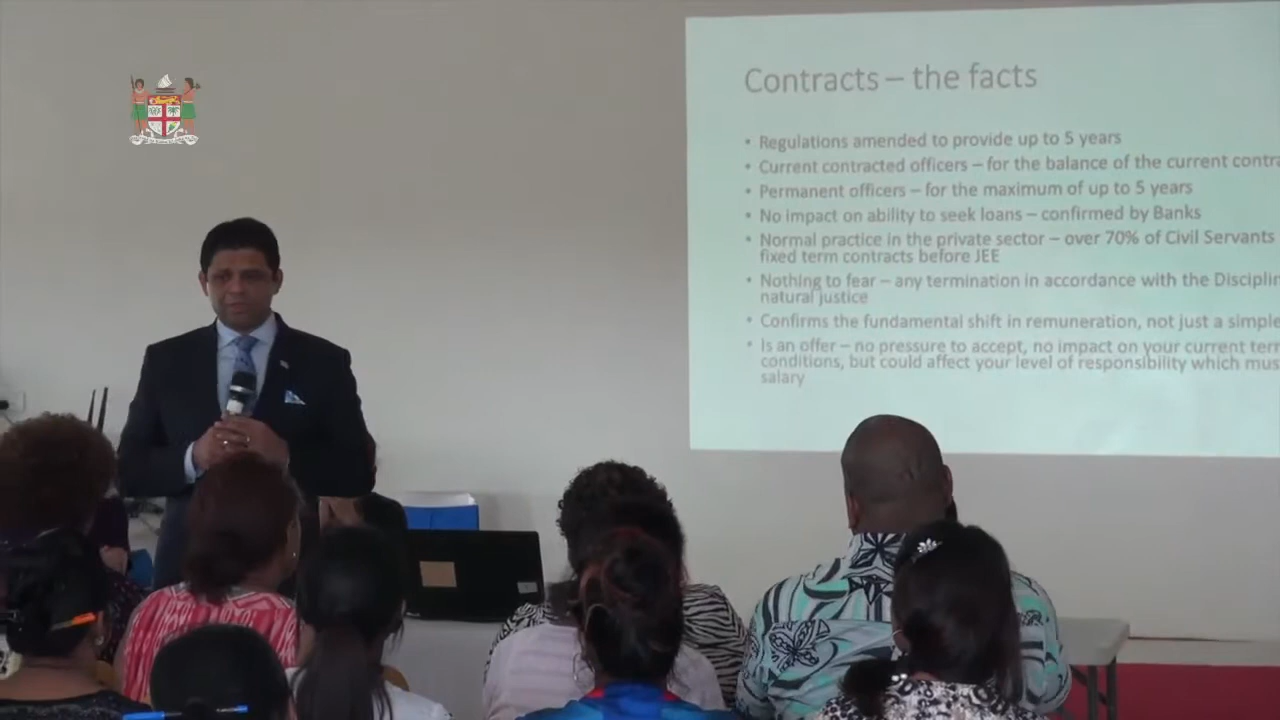 Contracts – the facts
• Regulations amended to provide up to 5 years
• Current contracted officers – for the balance of the current contra
• Permanent officers – for the maximum of up to 5 years
• No impact on ability to seek loans – confirmed by Banks
• Normal practice in the private sector – over 70% of Civil Servants
fixed term contracts before JEE
• Nothing to fear – any termination in accordance with the Disciplin
natural justice
• Confirms the fundamental shift in remuneration, not just a simple
• Is an offer – no pressure to accept, no impact on your current term
conditions, but could affect your level of responsibility which mus
salary